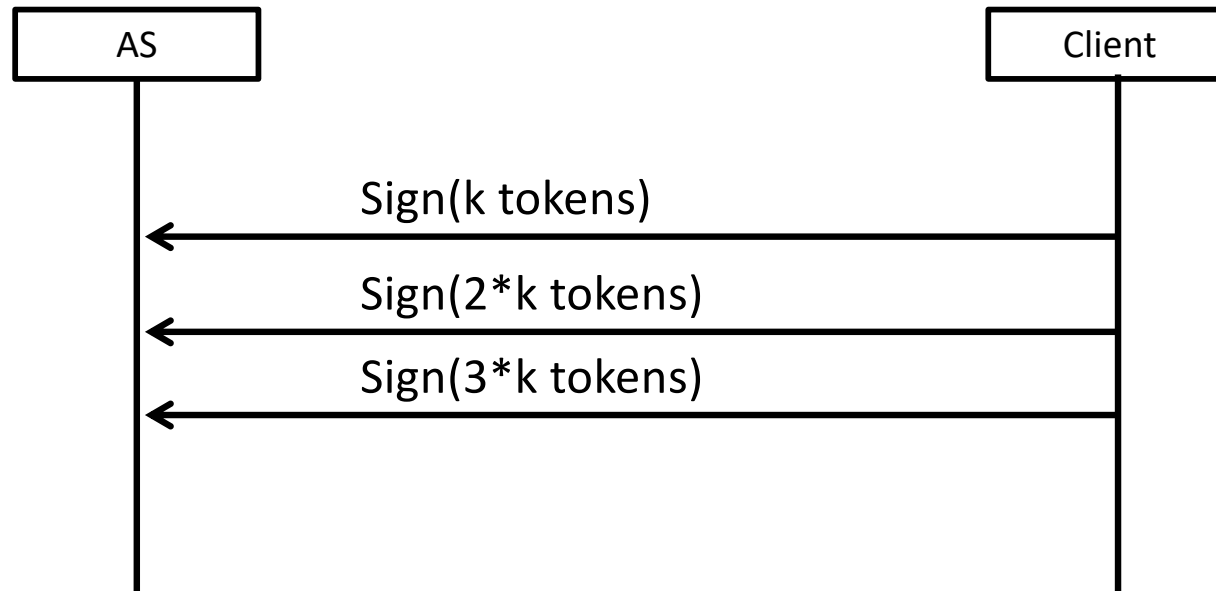 AS
Client
Sign(k tokens)
Sign(2*k tokens)
Sign(3*k tokens)